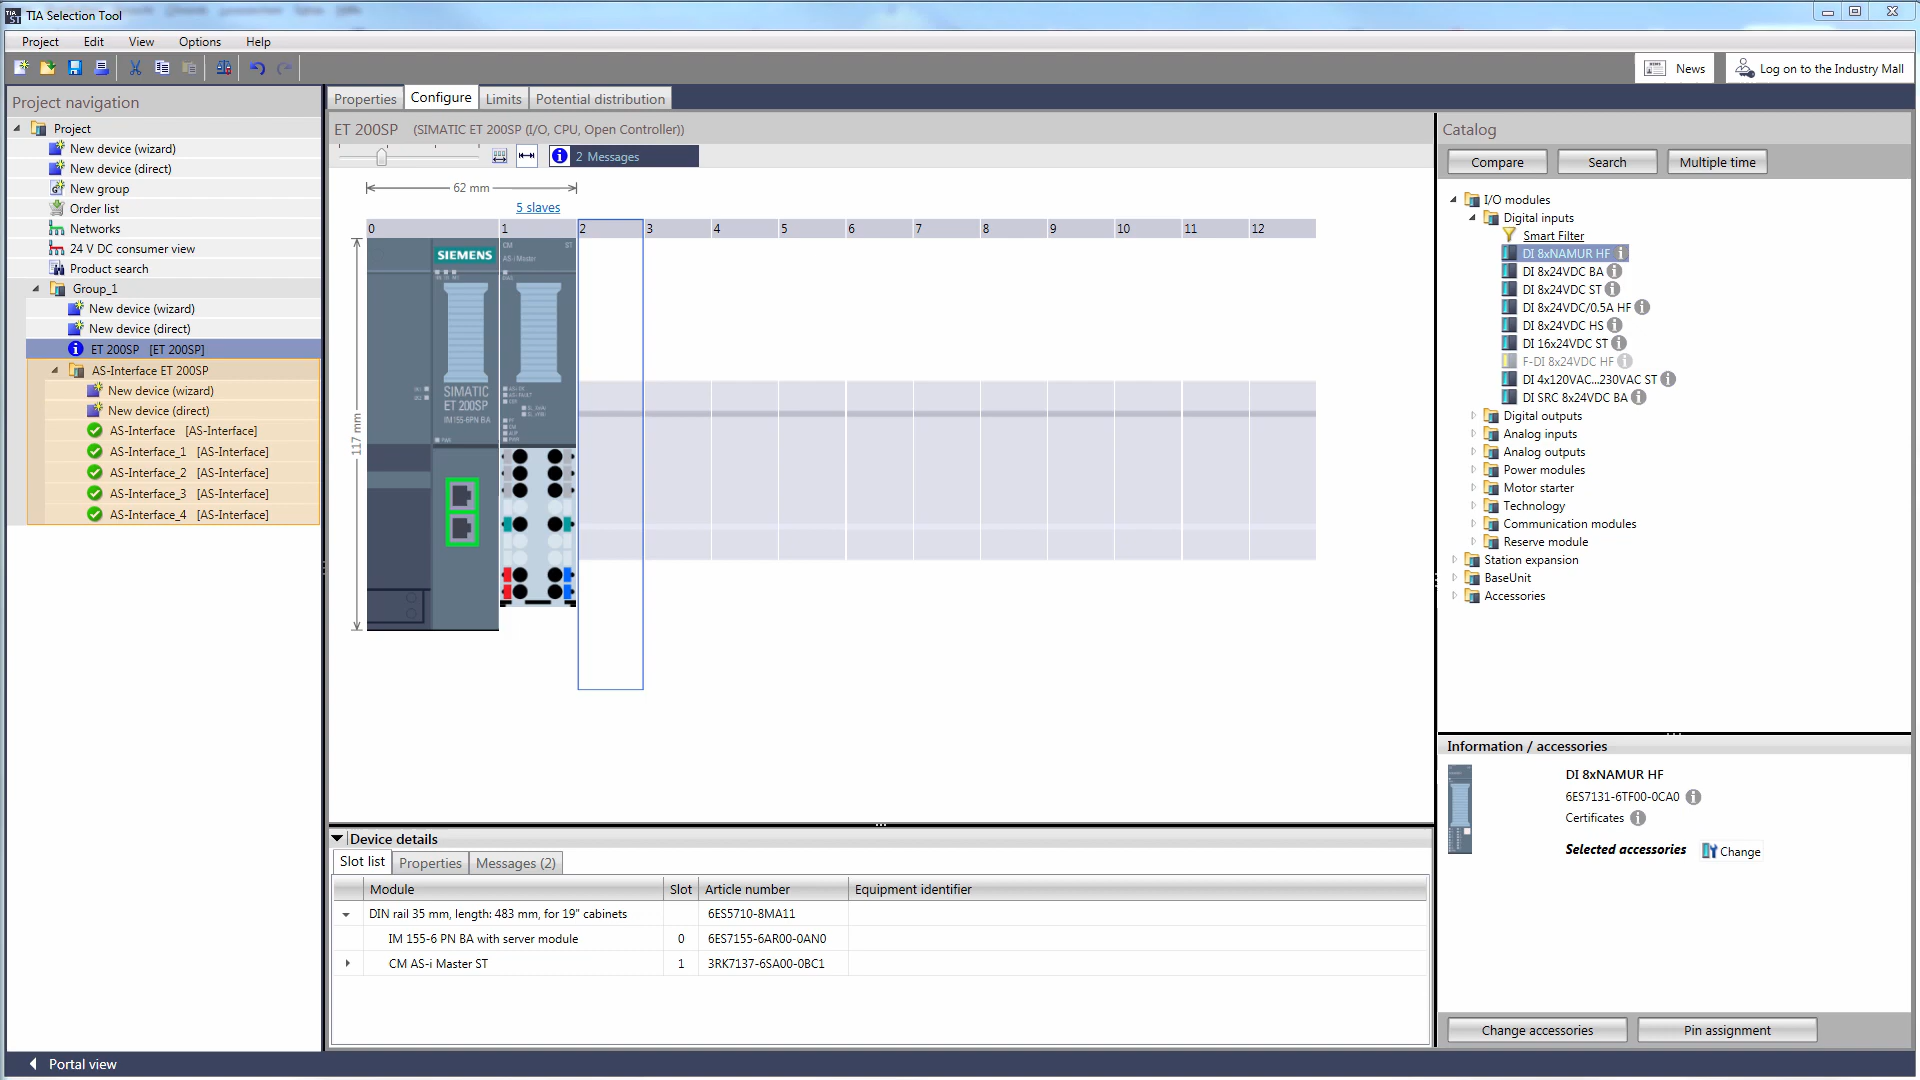 TIA Selection Tool
Project Edit View Options Help
News
Log on to the Industry Mall
Project navigation
Project
New device (wizard)
New device (direct)
New group
Order list
Networks
24 V DC consumer view
Product search
Group_1
New device (wizard)
New device (direct)
ET 200SP [ET 200SP]
AS-Interface ET 200SP
New device (wizard)
New device (direct)
AS-Interface [AS-Interface]
AS-Interface_1 [AS-Interface]
AS-Interface_2 [AS-Interface]
AS-Interface_3 [AS-Interface]
AS-Interface_4 [AS-Interface]
Portal view
Properties Configure Limits Potential distribution
ET 200SP (SIMATIC ET 200SP (I/O, CPU, Open Controller))
2 Messages
62 mm
5 slaves
0 1 2 3 4 5 6 7 8 9 10 11 12
117 mm
SIEMENS
SIMATIC
ET 200SP
IM155-6PN BA
CM ST
AS-i Master
Device details
Slot list Properties Messages (2)
Module Slot Article number Equipment identifier
DIN rail 35 mm, length: 483 mm, for 19" cabinets 6ES5710-8MA11
IM 155-6 PN BA with server module 0 6ES7155-6AR00-0AN0
CM AS-i Master ST 1 3RK7137-6SA00-0BC1
Catalog
Compare Search Multiple time
I/O modules
Digital inputs
Smart Filter
DI 8xNAMUR HF
DI 8x24VDC BA
DI 8x24VDC ST
DI 8x24VDC/0.5A HF
DI 8x24VDC HS
DI 16x24VDC ST
F-DI 8x24VDC HF
DI 4x120VAC...230VAC ST
DI SRC 8x24VDC BA
Digital outputs
Analog inputs
Analog outputs
Power modules
Motor starter
Technology
Communication modules
Reserve module
Station expansion
BaseUnit
Accessories
Information / accessories
DI 8xNAMUR HF
6ES7131-6TF00-0CA0
Certificates
Selected accessories Change
Change accessories Pin assignment